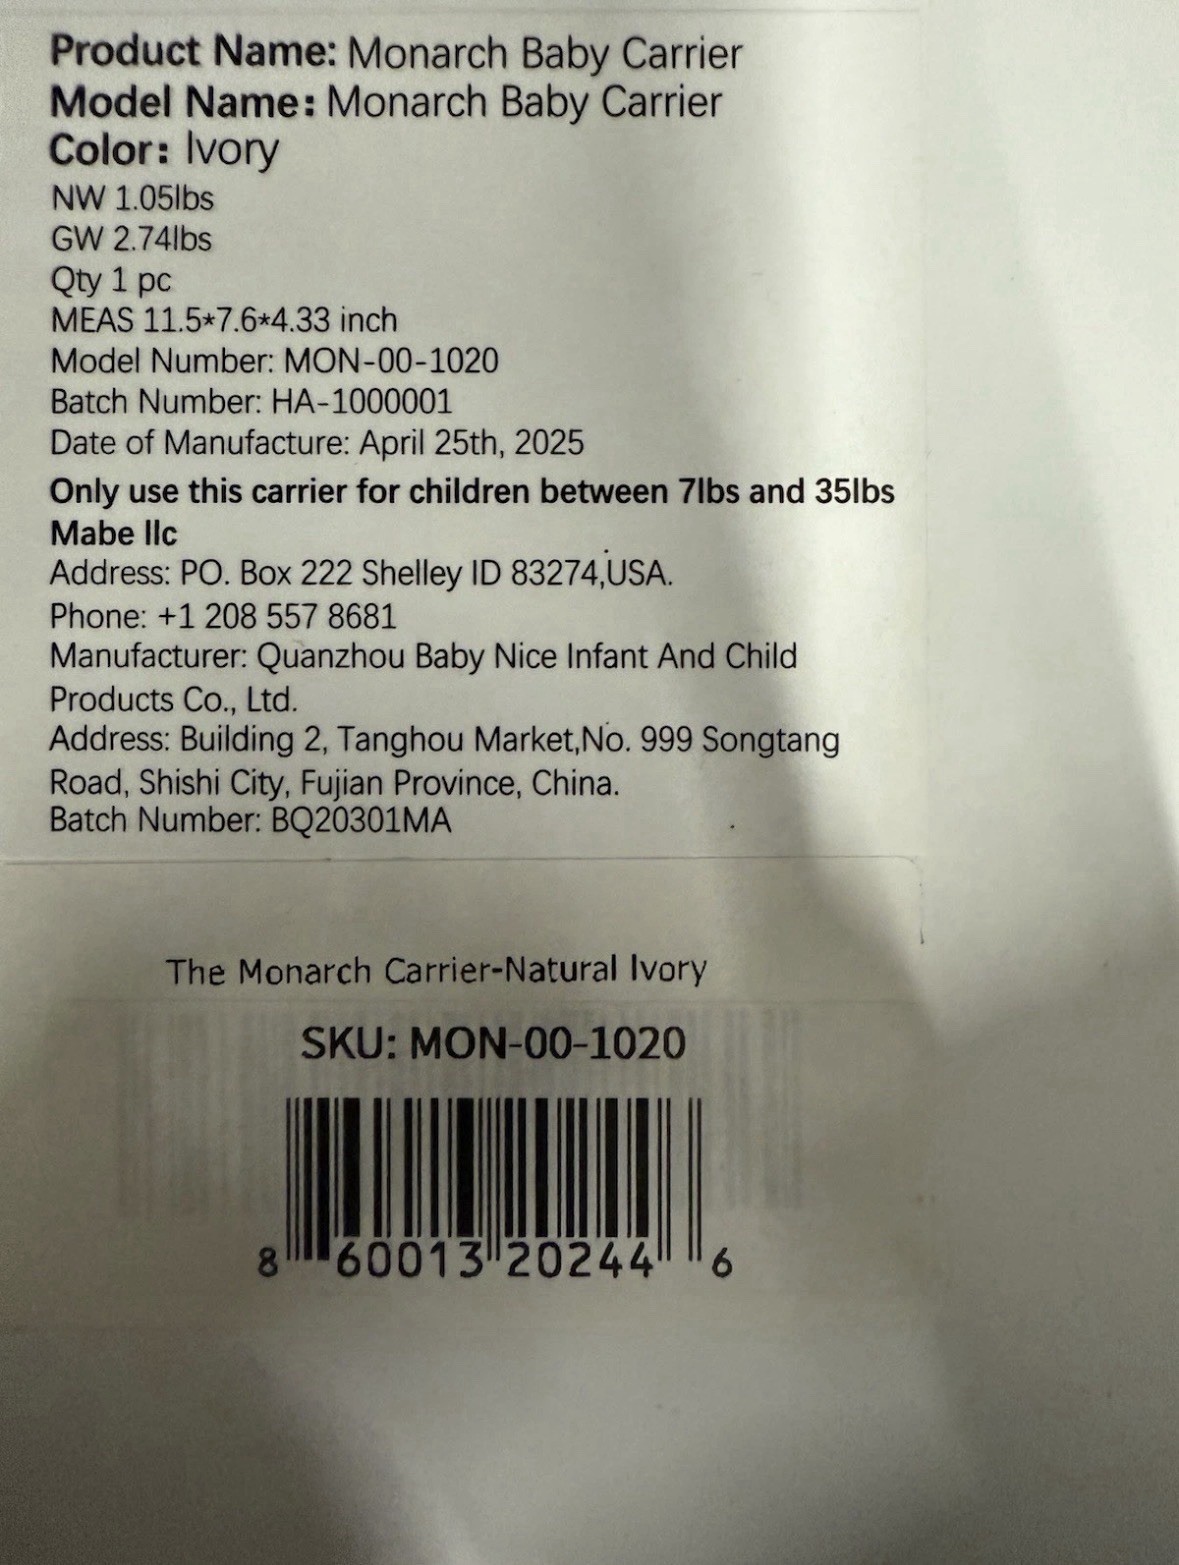 Product Name: Monarch Baby Carrier
Model Name: Monarch Baby Carrier
Color: Ivory
NW 1.05lbs
GW 2.74lbs
Qty 1 pc
MEAS 11.5*7.6*4.33 inch
Model Number: MON-00-1020
Batch Number: HA-1000001
Date of Manufacture: April 25th, 2025
Only use this carrier for children between 7lbs and 35lbs
Mabe llc
Address: PO. Box 222 Shelley ID 83274,USA.
Phone: +1 208 557 8681
Manufacturer: Quanzhou Baby Nice Infant And Child
Products Co., Ltd.
Address: Building 2, Tanghou Market,No. 999 Songtang
Road, Shishi City, Fujian Province, China.
Batch Number: BQ20301MA
The Monarch Carrier-Natural Ivory
SKU: MON-00-1020
8 60013 20244 6